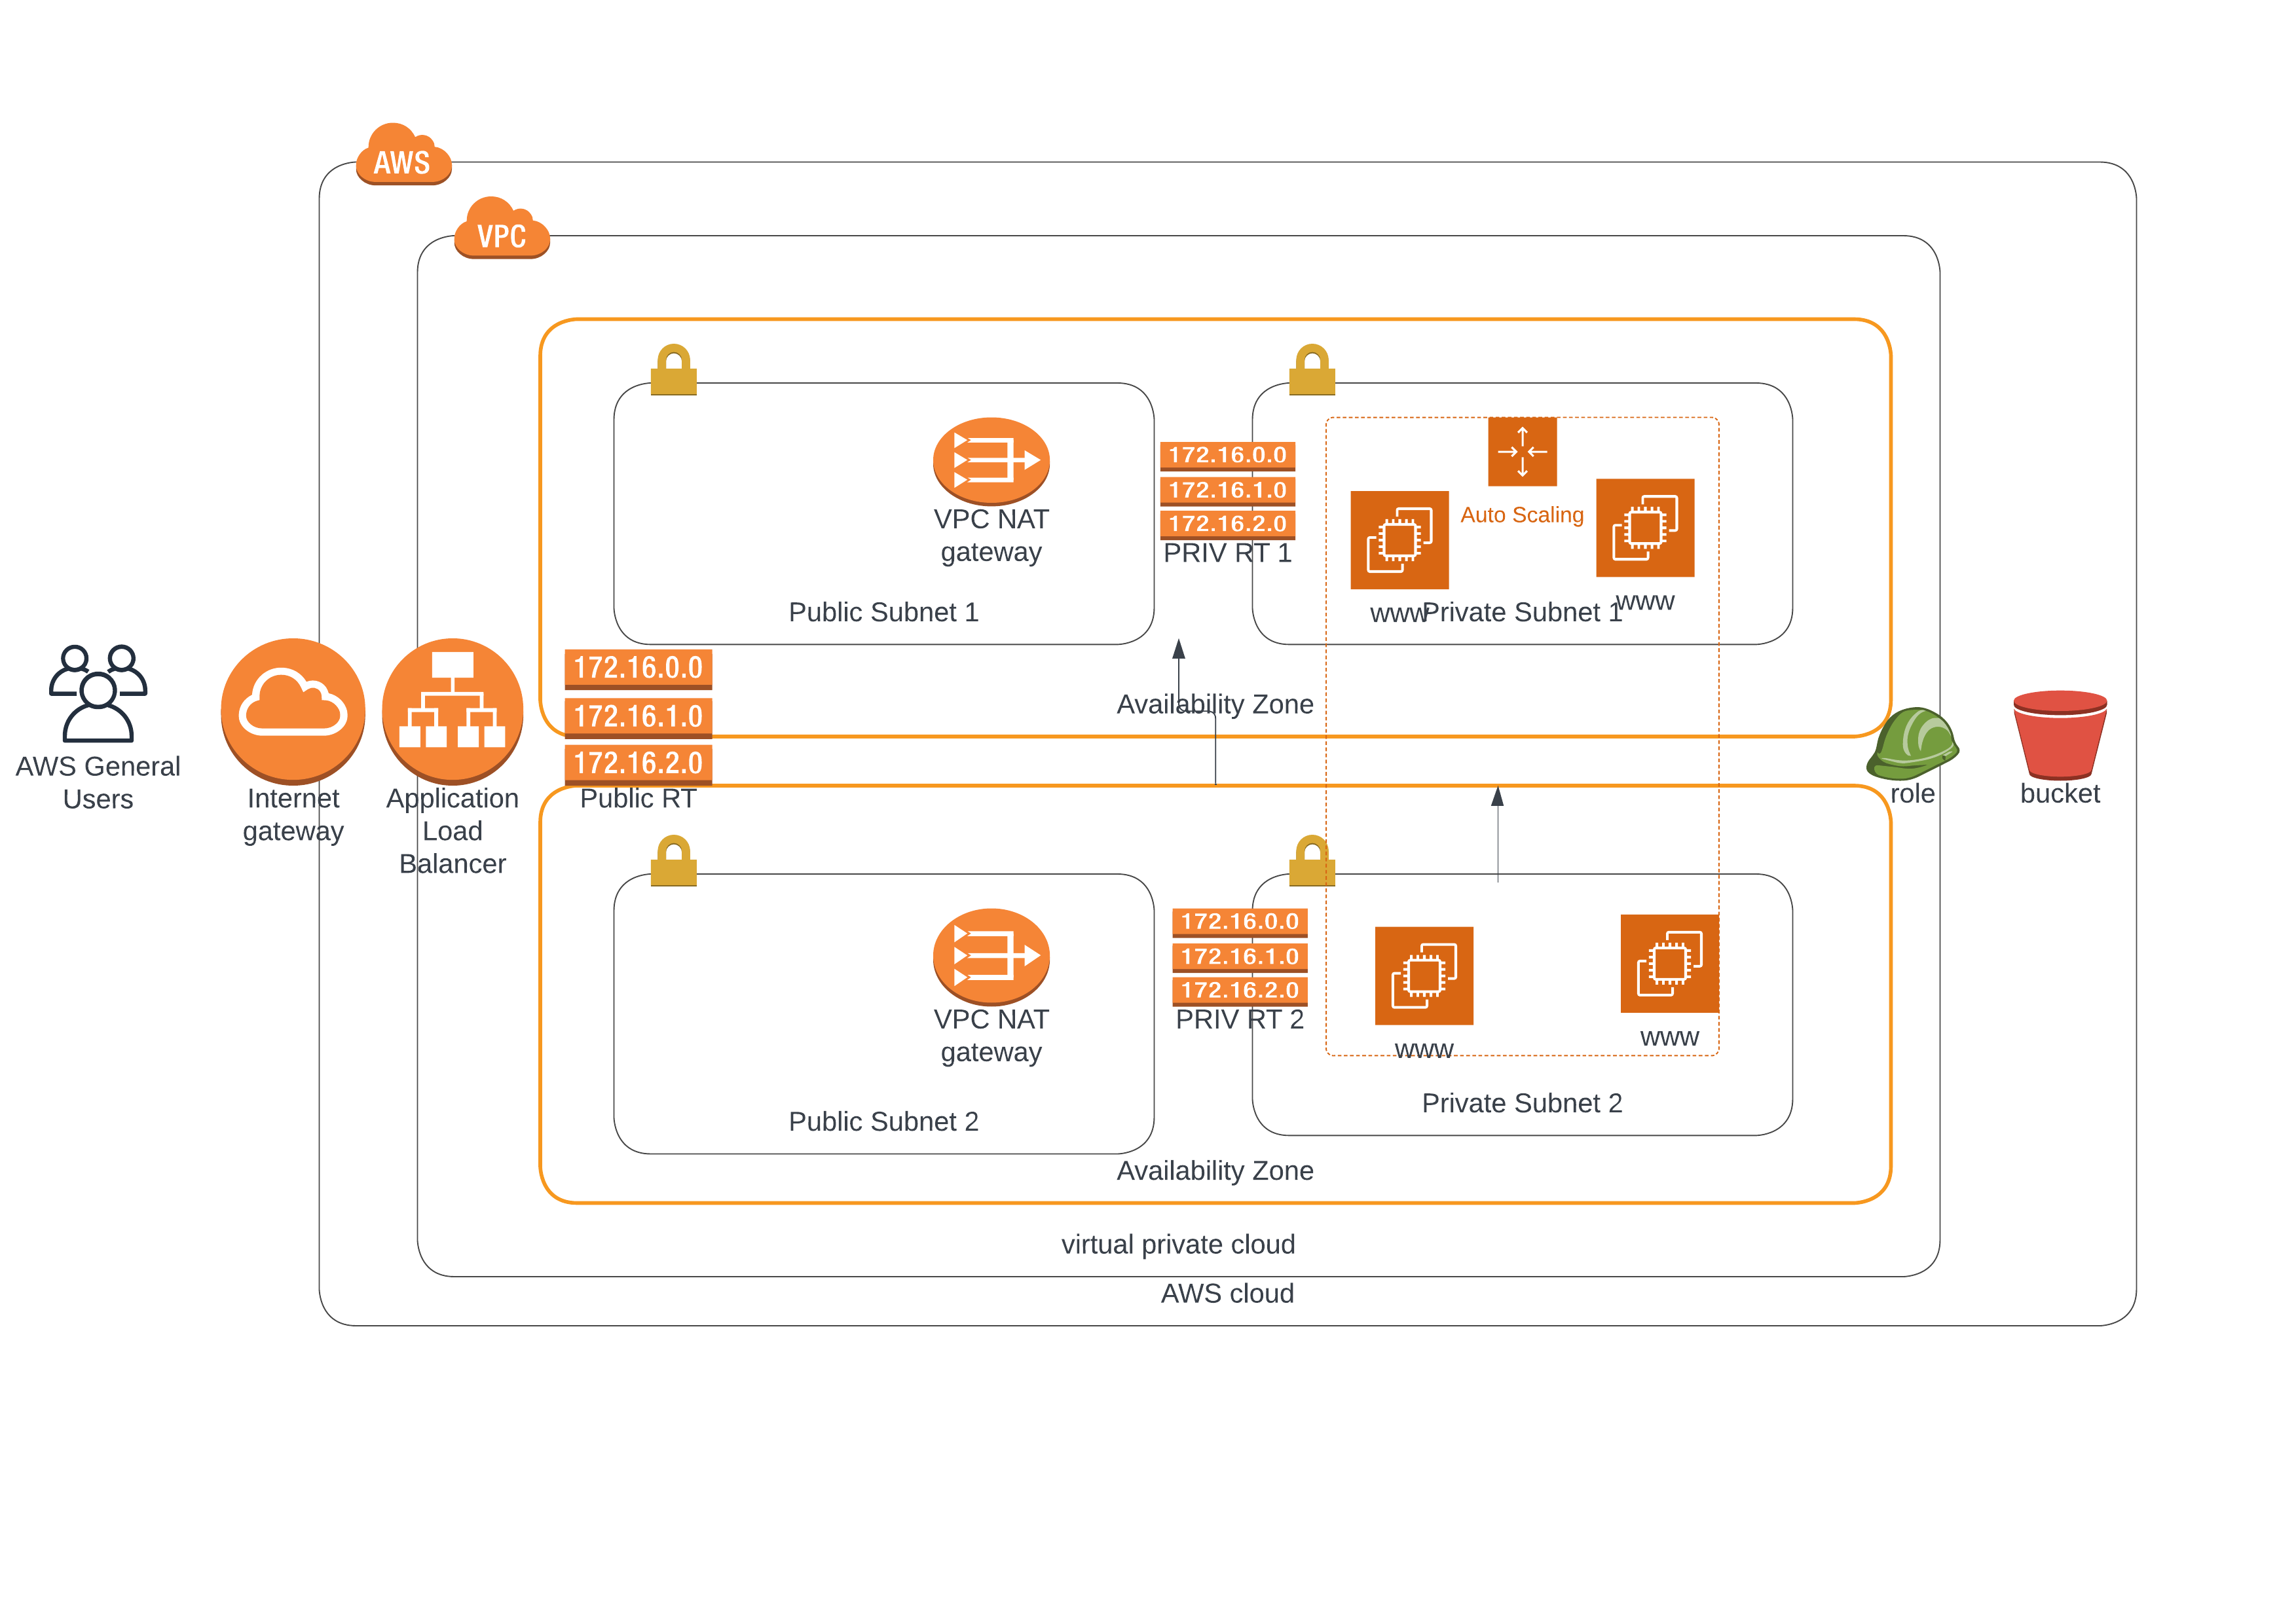 AWS
VPC
172.16.0.0
172.16.1.0
172.16.2.0
PRIV RT 1
VPC NAT
gateway
Public Subnet 1
Auto Scaling
www
www
Private Subnet 1
Availability Zone
AWS General
Users
Internet
gateway
Application
Load
Balancer
172.16.0.0
172.16.1.0
172.16.2.0
Public RT
role
bucket
VPC NAT
gateway
Public Subnet 2
172.16.0.0
172.16.1.0
172.16.2.0
PRIV RT 2
www
www
Private Subnet 2
Availability Zone
virtual private cloud
AWS cloud